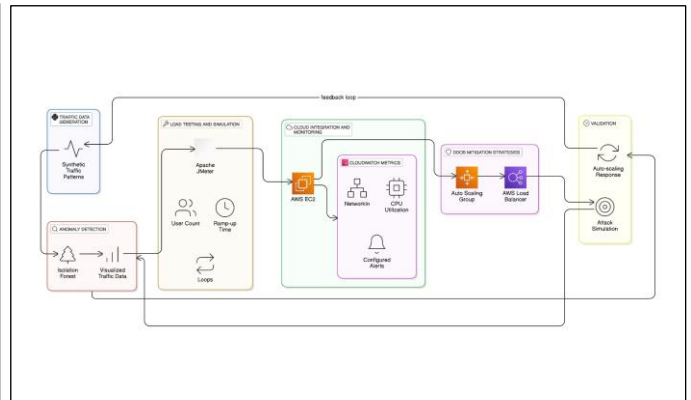 feedback loop
TRAFFIC DATA
GENERATION
Synthetic
Traffic
Patterns
ANOMALY DETECTION
Isolation
Forest
Visualized
Traffic Data
LOAD TESTING AND SIMULATION
Apache
JMeter
User Count
Ramp-up
Time
Loops
CLOUD INTEGRATION AND
MONITORING
AWS EC2
CLOUDWATCH METRICS
NetworkIn
CPU
Utilization
Configured
Alerts
DDOS MITIGATION STRATEGIES
Auto Scaling
Group
AWS Load
Balancer
VALIDATION
Auto-scaling
Response
Attack
Simulation